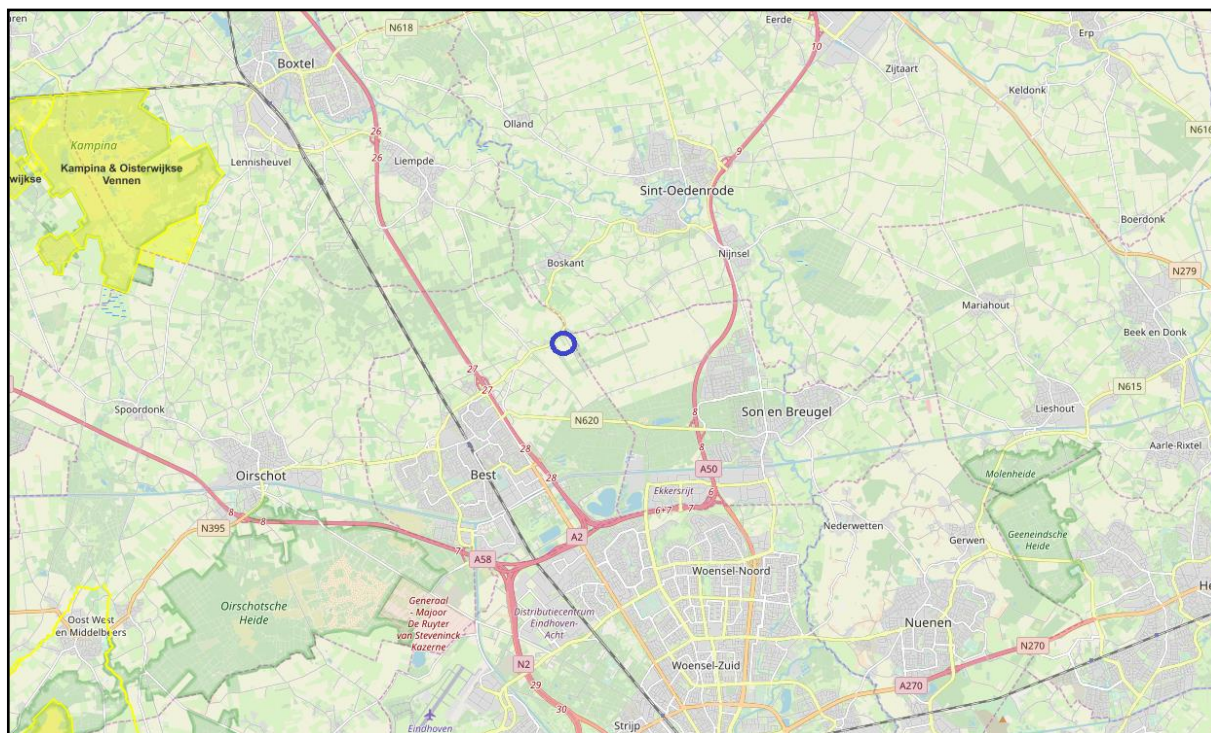 N618
Eerde
Erp
aren
10
Boxtel
Zijtaart
Keldonk
Olland
26
N616
Kampina
26
9
Lennisheuvel
Liempde
Kampina & Oisterwijkse
Vennen
wijkse
Sint-Oedenrode
Boerdonk
Nijnsel
Boskant
N279
Mariahout
Beek en Donk
27
27
N615
Spoordonk
8
Son en Breugel
Lieshout
N620
8
Aarle-Rixtel
28
Oirschot
Best
A50
Molenheide
28
Ekkersrijt
6
8
8
6+7
7
N395
Nederwetten
A2
Gerwen
Geeneindsche
Heide
7
A58
Woensel-Noord
He
Generaal
- Majoor
De Ruyter
van Steveninck
Kazerne
Oirschotsche
Heide
Distributiecentrum
Eindhoven-
Acht
Oost West
en Middelbeers
Nuenen
N270
N2
Woensel-Zuid
29
A270
30
Strijp
Eindhoven